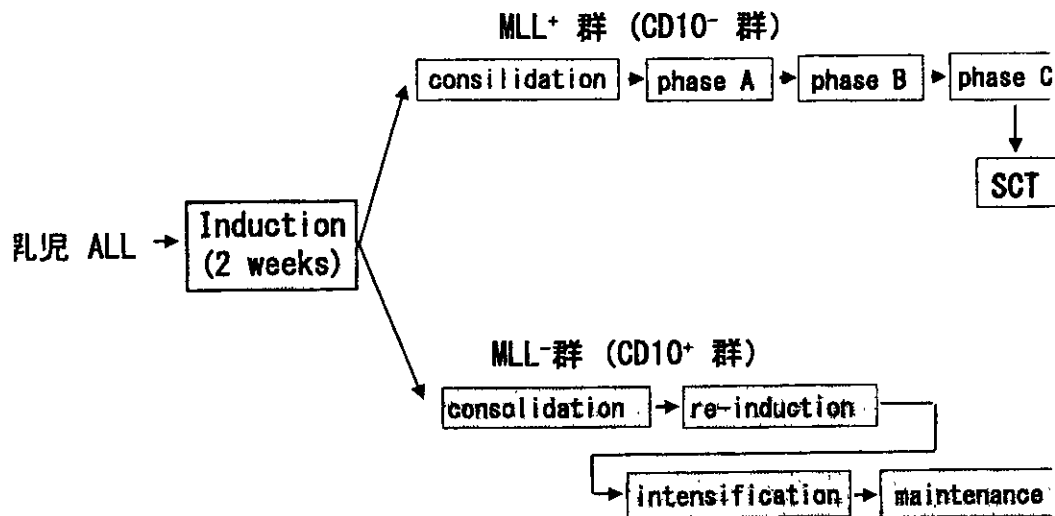 MLL⁺ 群 (CD10⁻ 群)
consilidation → phase A → phase B → phase C
SCT
乳児 ALL → Induction
(2 weeks)
MLL⁻群 (CD10⁺ 群)
consolidation → re-induction
intensification → maintenance